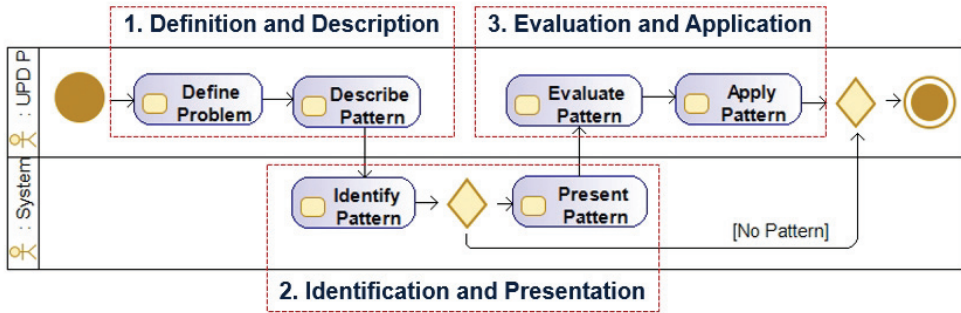 1. Definition and Description
3. Evaluation and Application
: UPD P
Define
Problem
Describe
Pattern
Evaluate
Pattern
Apply
Pattern
: System
Identify
Pattern
Present
Pattern
[No Pattern]
2. Identification and Presentation